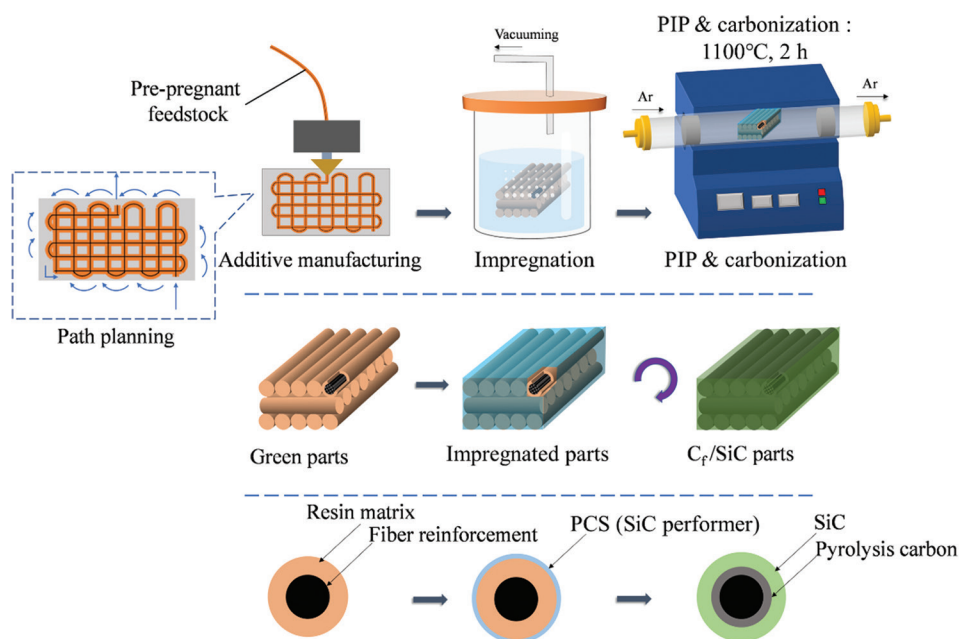 Pre-pregnant
feedstock
Vacuuming
PIP & carbonization :
1100℃, 2 h
Ar
Ar
Path planning
Additive manufacturing
Impregnation
PIP & carbonization
Green parts
Impregnated parts
Cf/SiC parts
Resin matrix
Fiber reinforcement
PCS (SiC performer)
SiC
Pyrolysis carbon